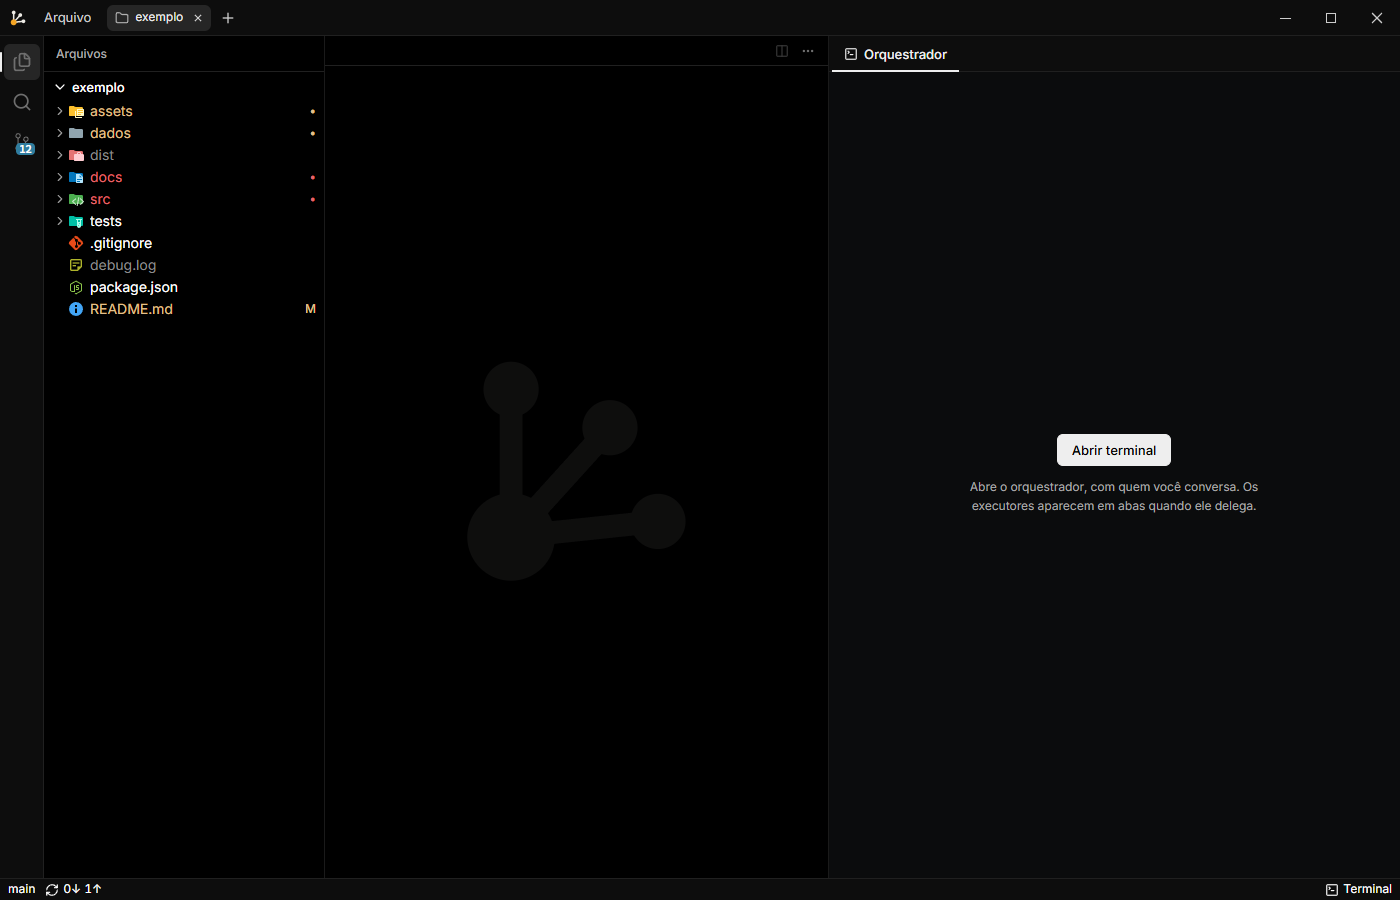 Arquivo
exemplo
Arquivos
Orquestrador
exemplo
assets
dados
12
dist
docs
src
tests
.gitignore
debug.log
package.json
README.md M
Abrir terminal
Abre o orquestrador, com quem você conversa. Os
executores aparecem em abas quando ele delega.
main 0↓ 1↑
Terminal